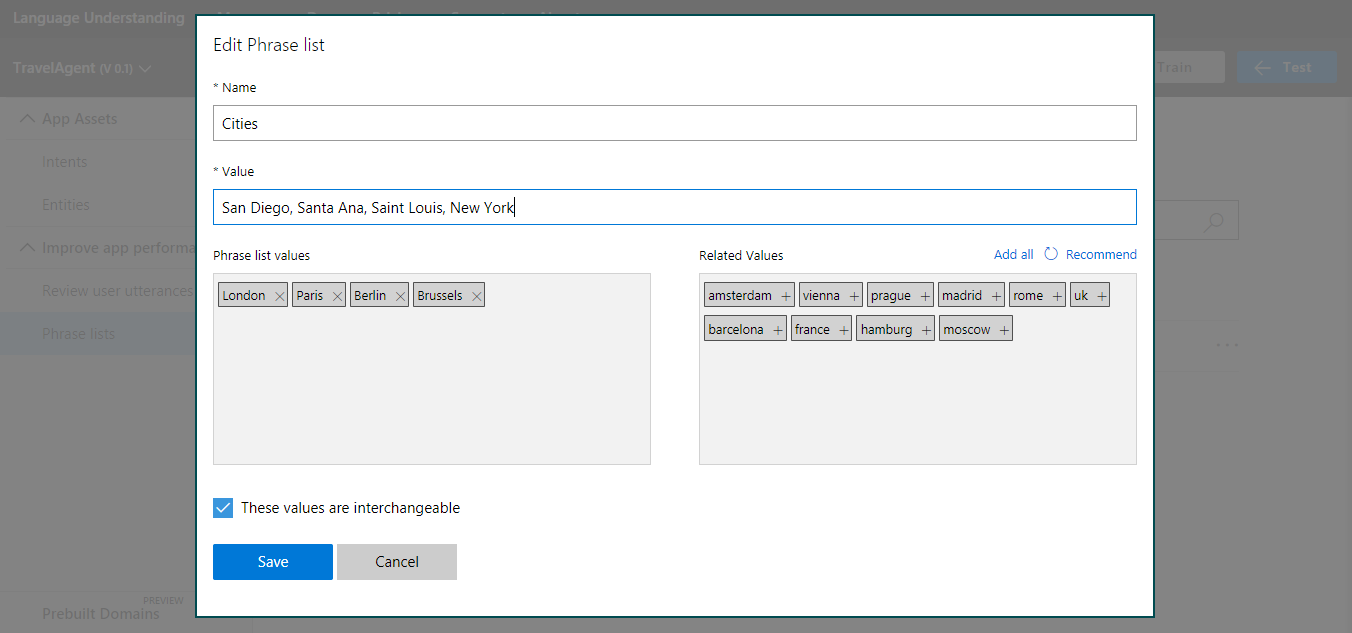 Language Understanding
TravelAgent (V 0.1)
Train
Test
App Assets
Intents
Entities
Improve app performa
Review user utterances
Phrase lists
PREVIEW
Prebuilt Domains
Edit Phrase list
* Name
Cities
* Value
San Diego, Santa Ana, Saint Louis, New York
Phrase list values
Related Values Add all Recommend
London × Paris × Berlin × Brussels ×
amsterdam + vienna + prague + madrid + rome + uk +
barcelona + france + hamburg + moscow +
These values are interchangeable
Save Cancel